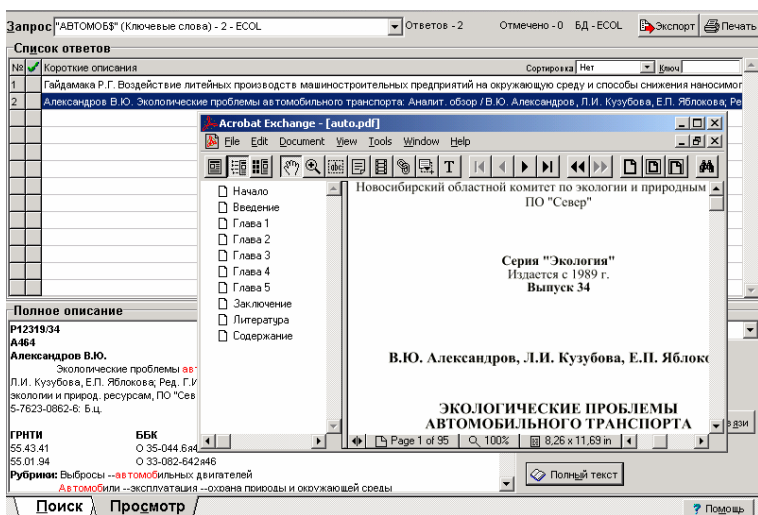 Запрос "АВТОМОБ$" (Ключевые слова) - 2 - ECOL Ответов - 2 Отмечено - 0 БД - ECOL Экспорт Печать
Список ответов
№ Короткие описания Сортировка Нет Ключ
1 Гайдамака Р.Г. Воздействие литейных производств машиностроительных предприятий на окружающую среду и способы снижения наносимог
2 Александров В.Ю. Экологические проблемы автомобильного транспорта: Аналит. обзор / В.Ю. Александров, Л.И. Кузубова, Е.П. Яблокова; Ре
Acrobat Exchange - [auto.pdf]
File Edit Document View Tools Window Help
abc T
Начало
Введение
Глава 1
Глава 2
Глава 3
Глава 4
Глава 5
Заключение
Литература
Содержание
Новосибирский областной комитет по экологии и природным
ПО "Север"
Серия "Экология"
Издается с 1989 г.
Выпуск 34
В.Ю. Александров, Л.И. Кузубова, Е.П. Яблоко
ЭКОЛОГИЧЕСКИЕ ПРОБЛЕМЫ
АВТОМОБИЛЬНОГО ТРАНСПОРТА
Page 1 of 95 100% 8,26 x 11,69 in
Полное описание
Р12319/34
А464
Александров В.Ю.
Экологические проблемы авт
Л.И. Кузубова, Е.П. Яблокова; Ред. Г.И
экологии и природ. ресурсам, ПО "Сев
5-7623-0862-6: Б.ц.
ГРНТИ ББК
55.43.41 О 35-044.6я4
55.01.94 О 33-082-642я46
Рубрики: Выбросы --автомобильных двигателей
Автомобили --эксплуатация --охрана природы и окружающей среды
вязи
Полный текст
Поиск Просмотр Помощь